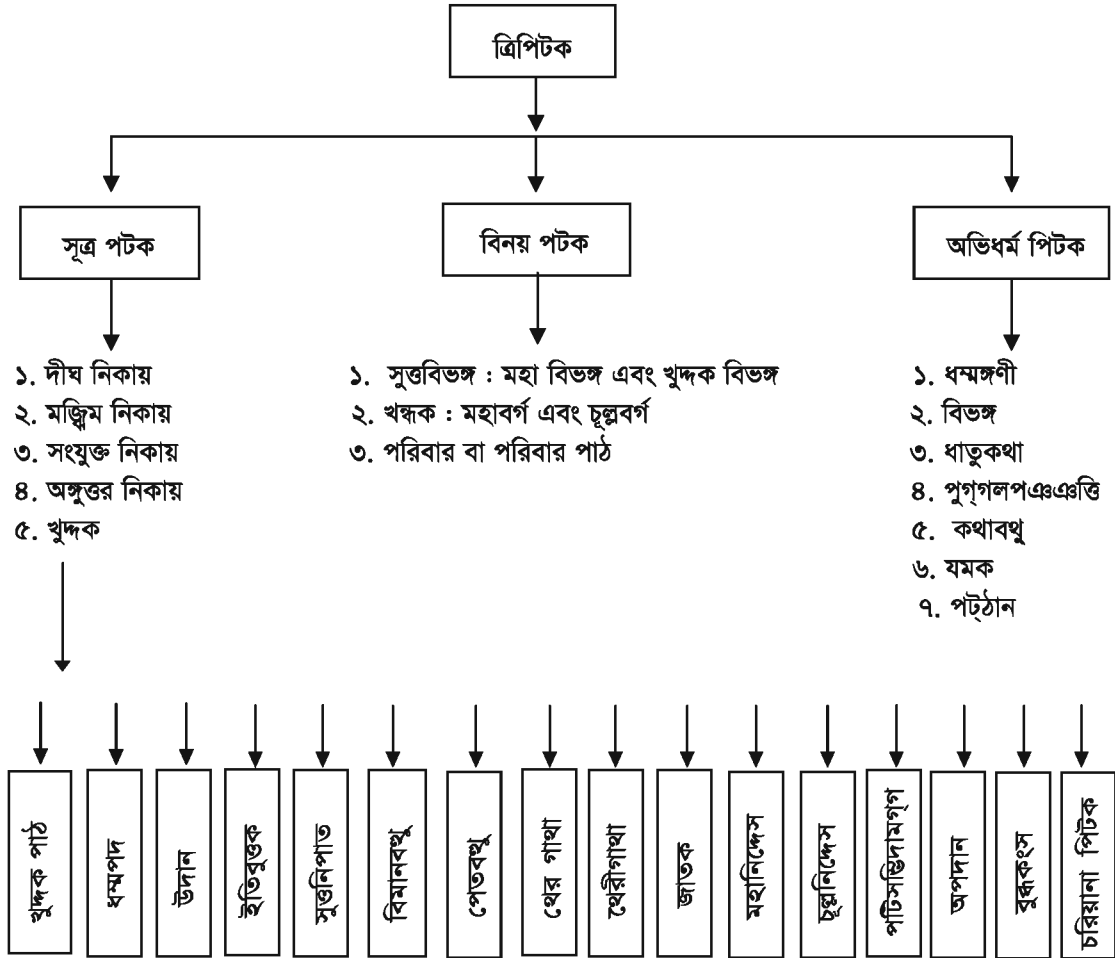 ত্রিপিটক
সূত্র পটক
বিনয় পটক
অভিধর্ম পিটক
১. দীঘ নিকায়
২. মজ্ঝিম নিকায়
৩. সংযুক্ত নিকায়
৪. অঙ্গুত্তর নিকায়
৫. খুদ্দক
১. সুত্তবিভঙ্গ : মহা বিভঙ্গ এবং খুদ্দক বিভঙ্গ
২. খন্ধক : মহাবর্গ এবং চূল্লবর্গ
৩. পরিবার বা পরিবার পাঠ
১. ধম্মঙ্গণী
২. বিভঙ্গ
৩. ধাতুকথা
৪. পুগ্‌গলপঞঞত্তি
৫. কথাবথু
৬. যমক
৭. পট্‌ঠান
খুদ্দক পাঠ
ধম্মপদ
উদান
ইতিবুত্তক
সুত্তনিপাত
বিমানবত্থু
পেতবত্থু
থের গাথা
থেরীগাথা
জাতক
মহানিদ্দেস
চূল্লনিদ্দেস
পটিসম্ভিদামগ্‌গ
অপদান
বুদ্ধকংস
চরিয়ানা পিটক